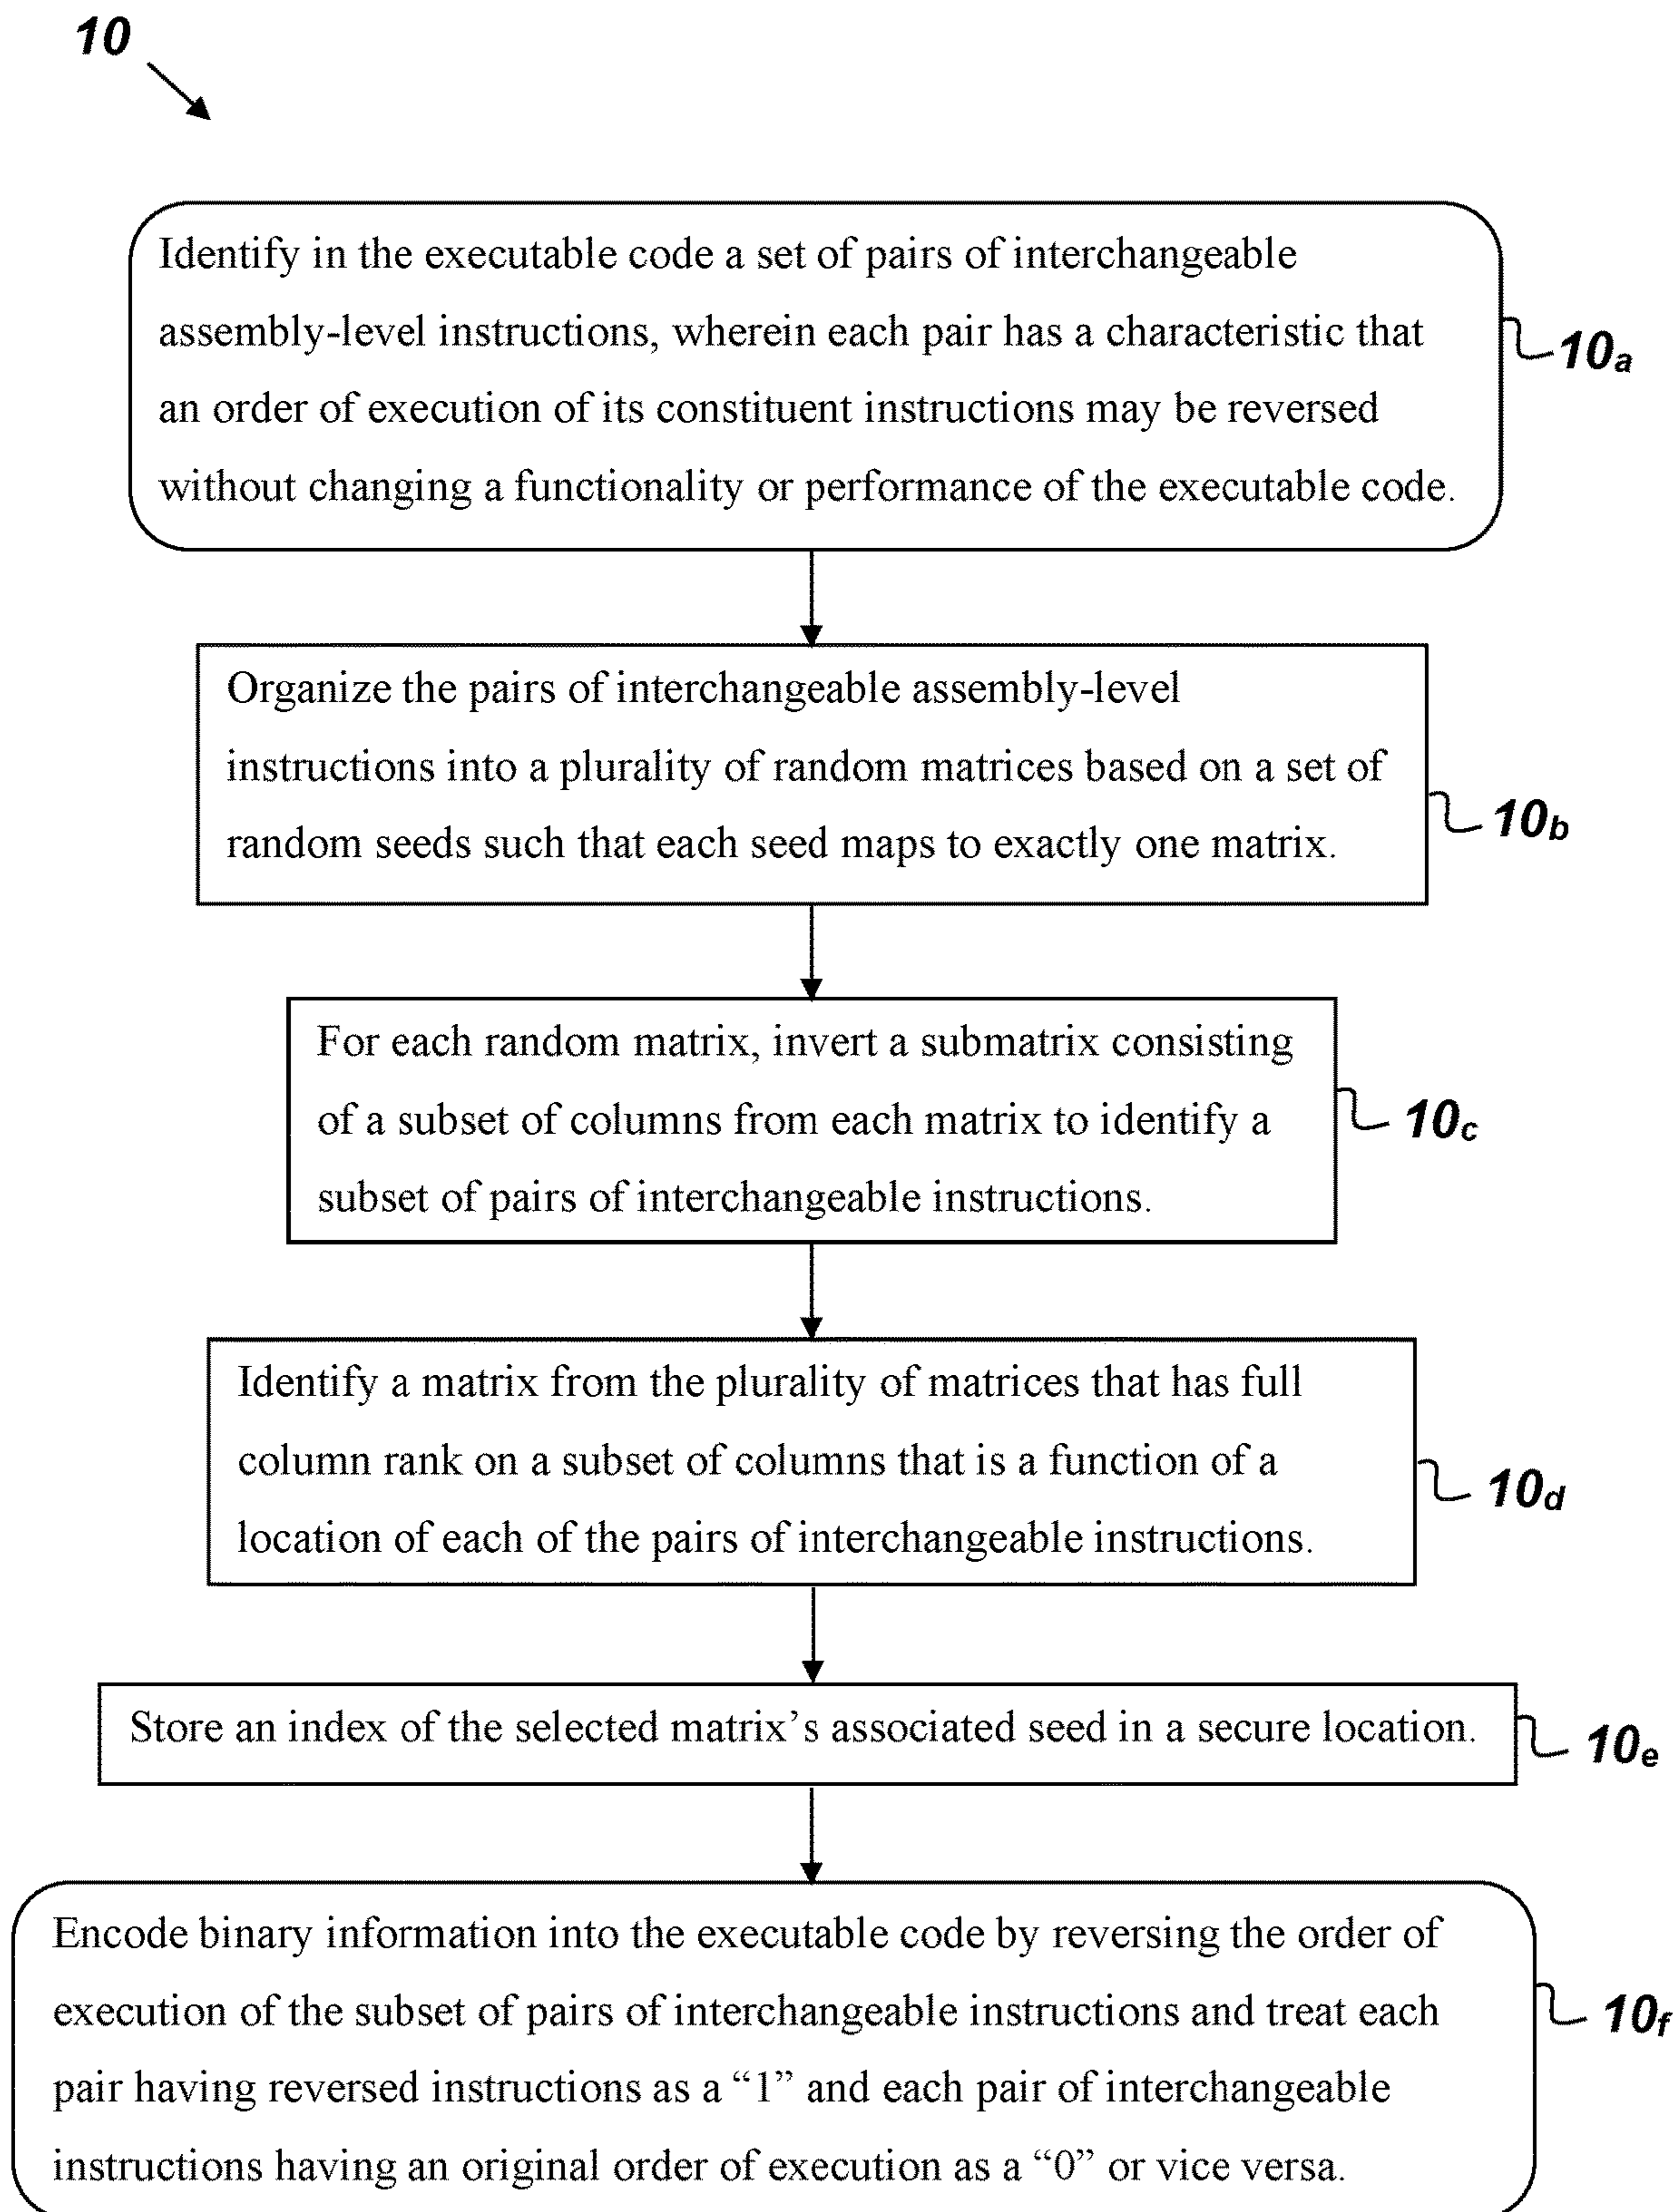 10
Identify in the executable code a set of pairs of interchangeable
assembly-level instructions, wherein each pair has a characteristic that
an order of execution of its constituent instructions may be reversed
without changing a functionality or performance of the executable code.
10a
Organize the pairs of interchangeable assembly-level
instructions into a plurality of random matrices based on a set of
random seeds such that each seed maps to exactly one matrix.
10b
For each random matrix, invert a submatrix consisting
of a subset of columns from each matrix to identify a
subset of pairs of interchangeable instructions.
10c
Identify a matrix from the plurality of matrices that has full
column rank on a subset of columns that is a function of a
location of each of the pairs of interchangeable instructions.
10d
Store an index of the selected matrix’s associated seed in a secure location.
10e
Encode binary information into the executable code by reversing the order of
execution of the subset of pairs of interchangeable instructions and treat each
pair having reversed instructions as a “1” and each pair of interchangeable
instructions having an original order of execution as a “0” or vice versa.
10f